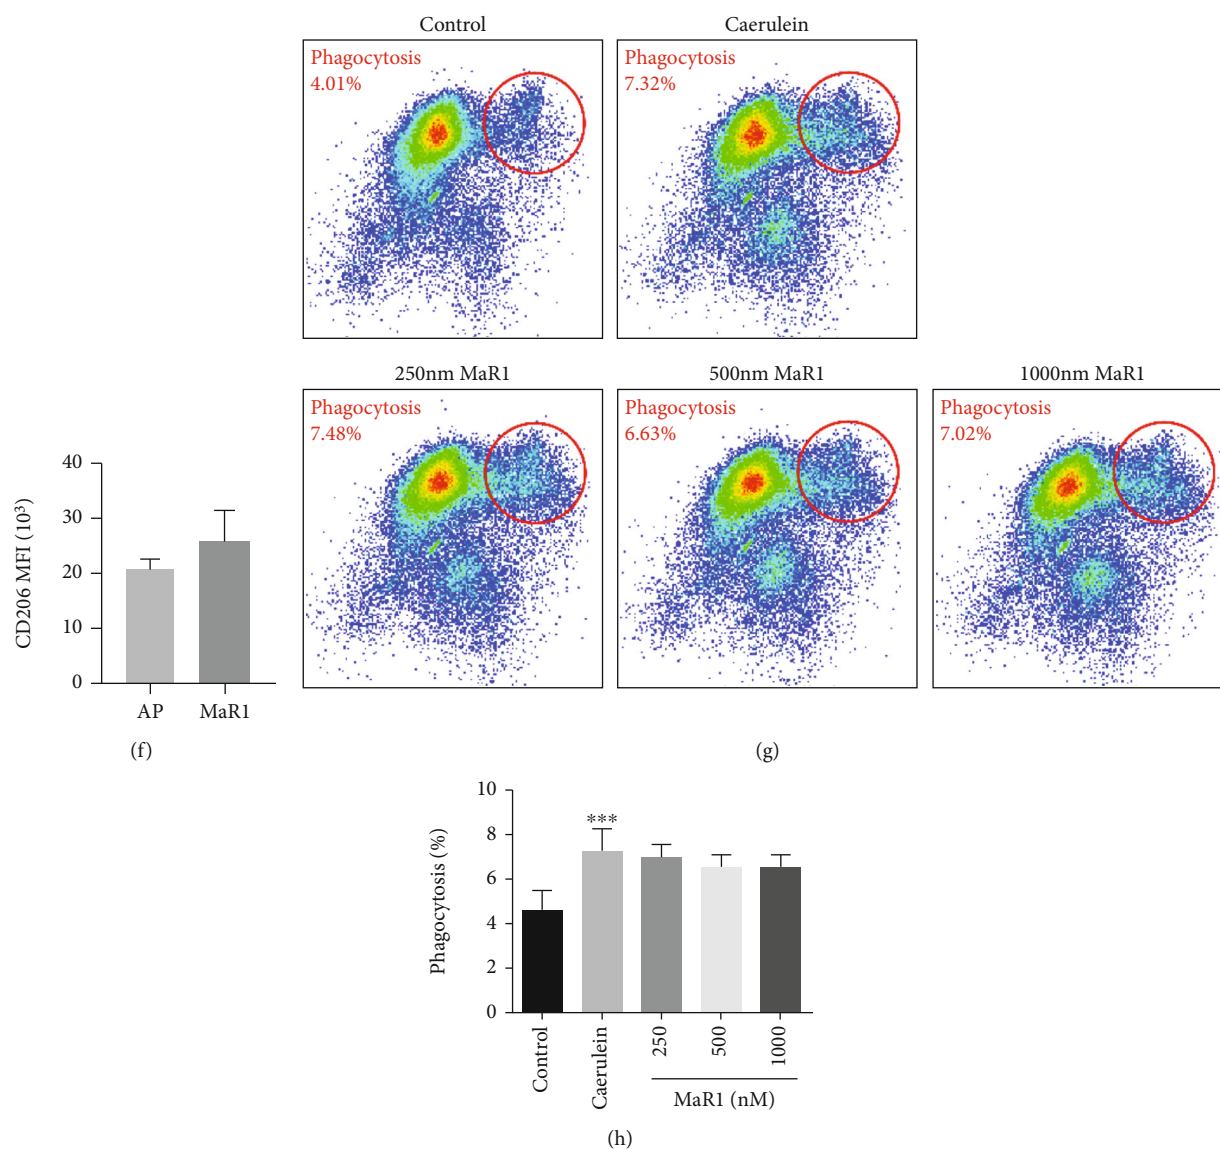 Control
Caerulein
Phagocytosis
4.01%
Phagocytosis
7.32%
250nm MaR1
500nm MaR1
1000nm MaR1
Phagocytosis
7.48%
Phagocytosis
6.63%
Phagocytosis
7.02%
CD206 MFI (10³)
40
30
20
10
0
AP
MaR1
(f)
(g)
Phagocytosis (%)
10
8
6
4
2
0
***
Control
Caerulein
250
500
1000
MaR1 (nM)
(h)